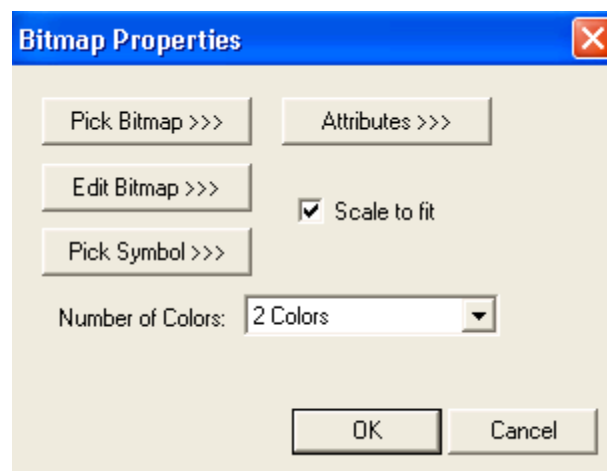 Bitmap Properties
Pick Bitmap >>>
Attributes >>>
Edit Bitmap >>>
Scale to fit
Pick Symbol >>>
Number of Colors: 2 Colors
OK
Cancel